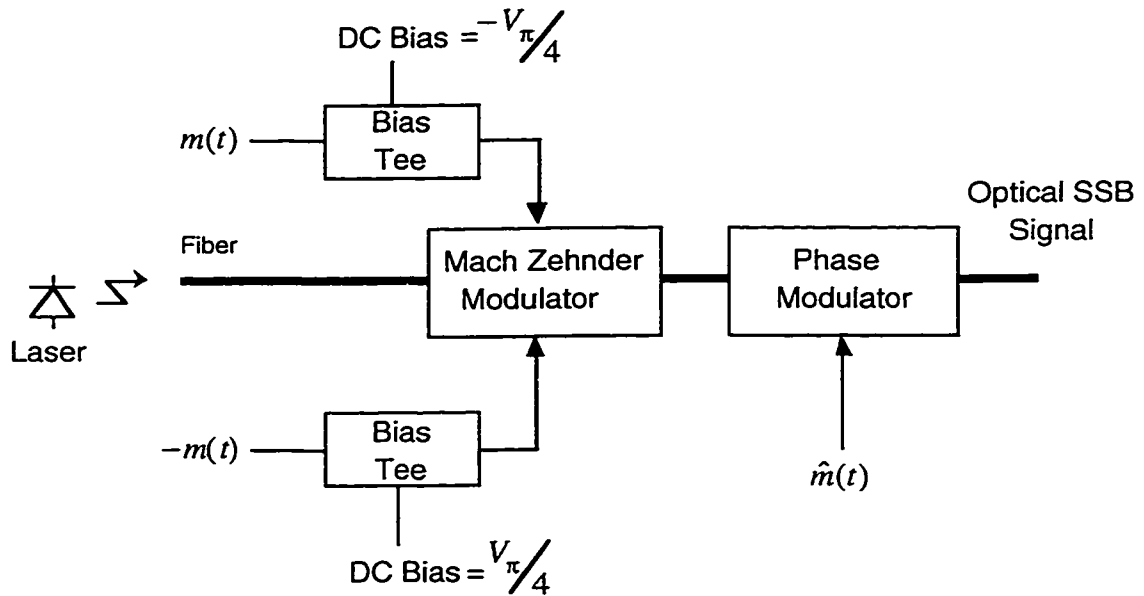 DC Bias = -Vπ/4
m(t)
Bias
Tee
Optical SSB
Signal
Fiber
Mach Zehnder
Modulator
Phase
Modulator
Laser
-m(t)
Bias
Tee
m̂(t)
DC Bias = Vπ/4